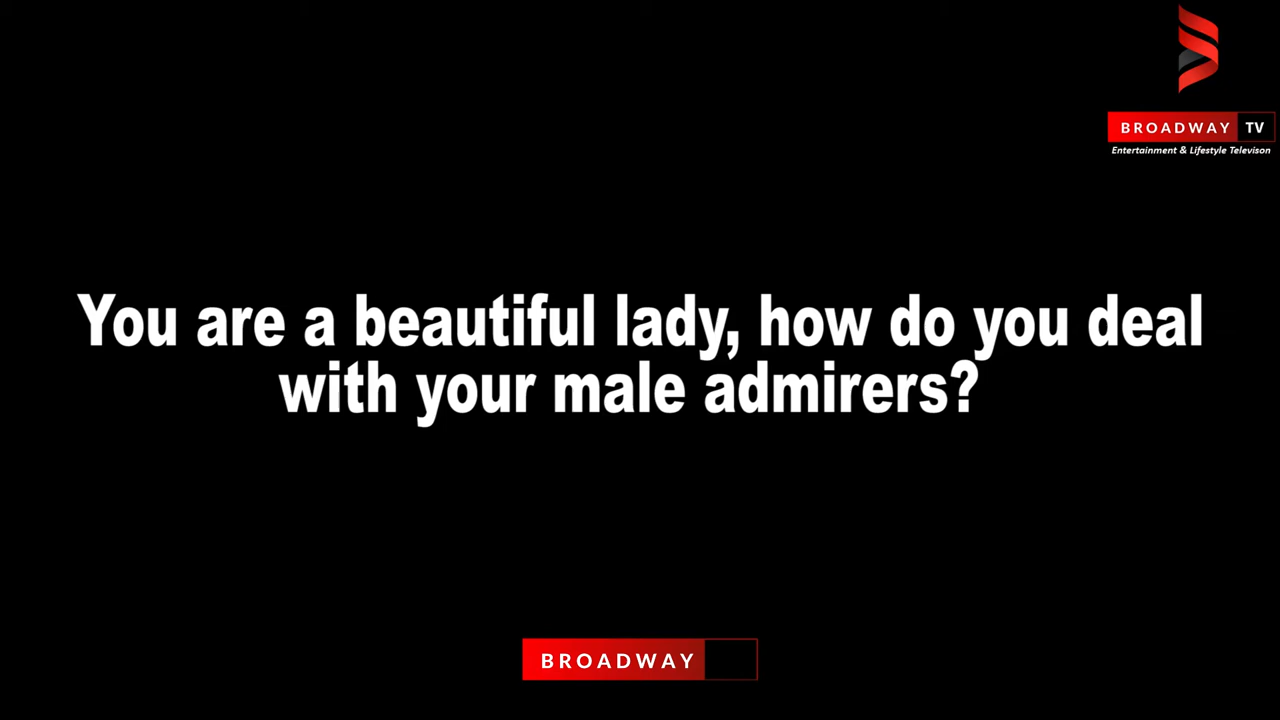 BROADWAY TV
Entertainment & Lifestyle Televison
You are a beautiful lady, how do you deal
with your male admirers?
BROADWAY